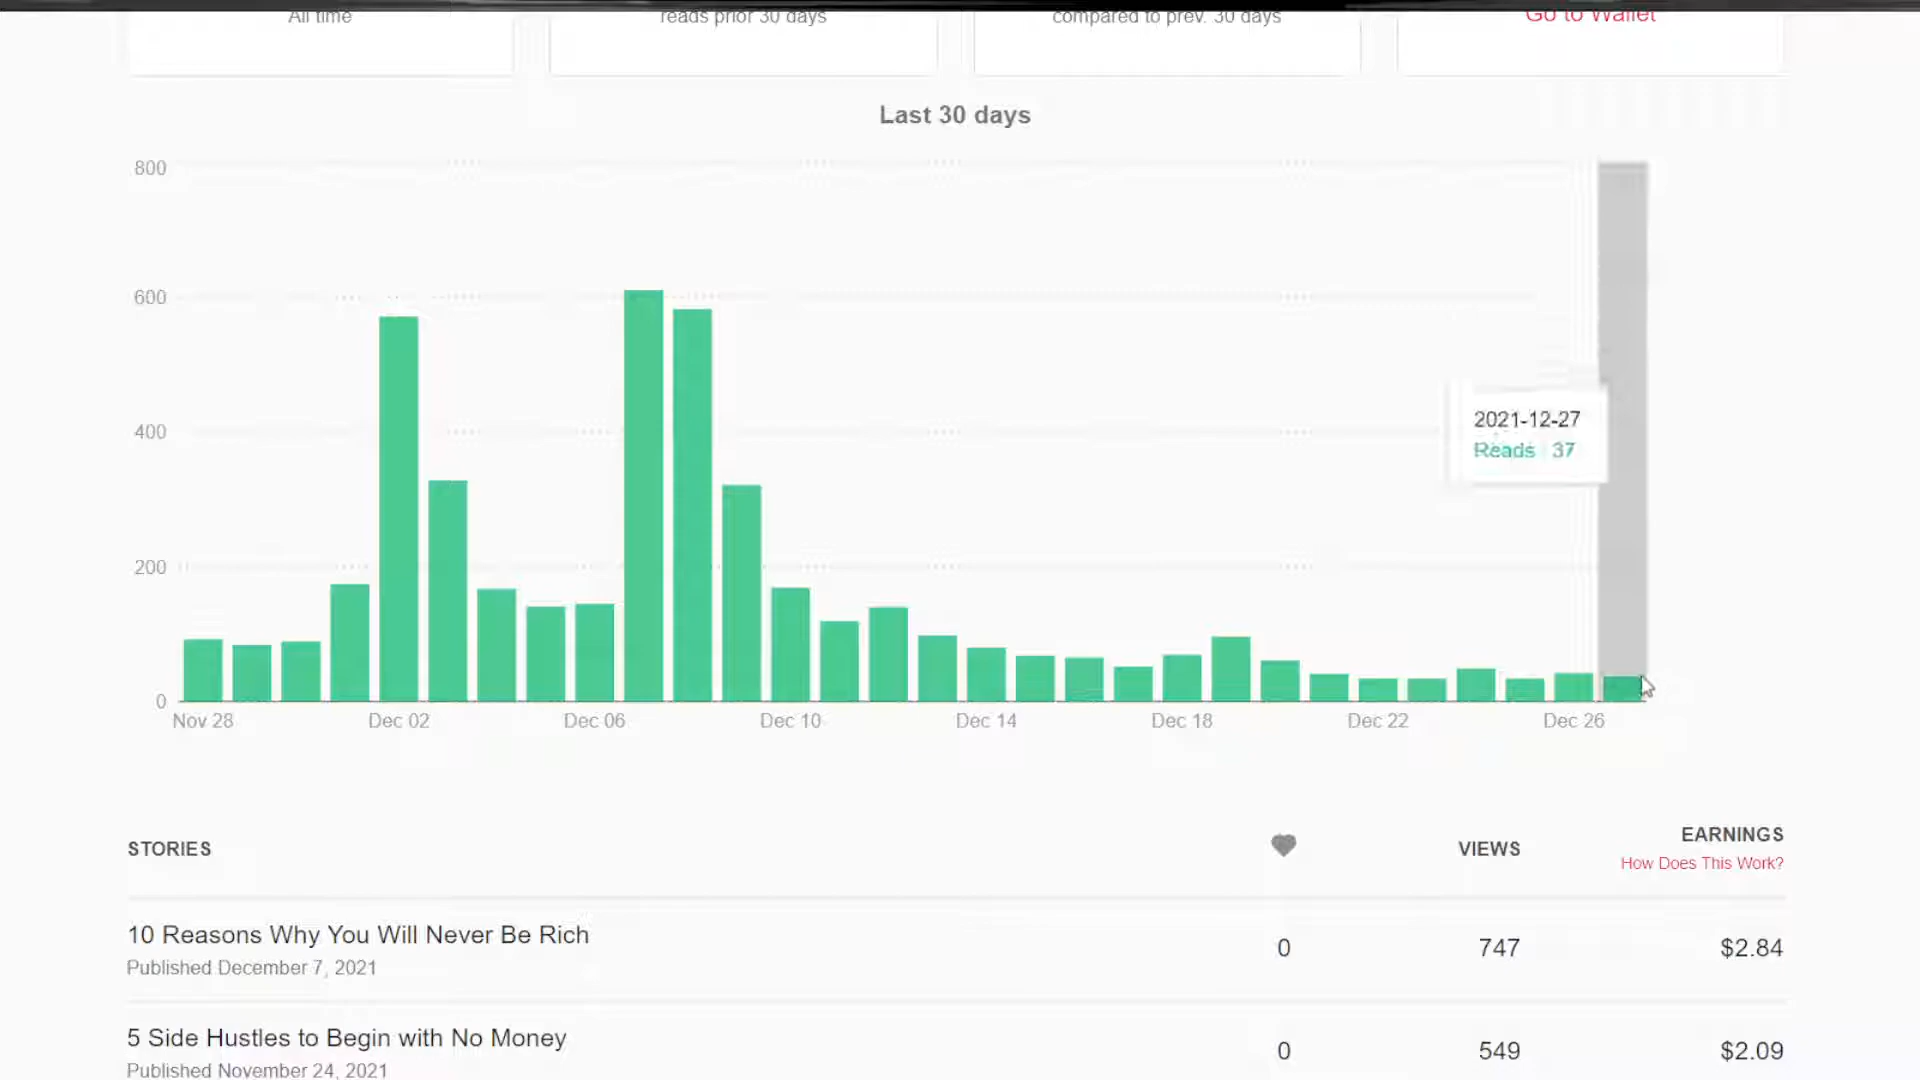 All time
reads prior 30 days
compared to prev. 30 days
Go to Wallet
Last 30 days
800
600
400
200
0
2021-12-27
Reads : 37
Nov 28
Dec 02
Dec 06
Dec 10
Dec 14
Dec 18
Dec 22
Dec 26
STORIES
VIEWS
EARNINGS
How Does This Work?
10 Reasons Why You Will Never Be Rich
0
747
$2.84
Published December 7, 2021
5 Side Hustles to Begin with No Money
0
549
$2.09
Published November 24, 2021